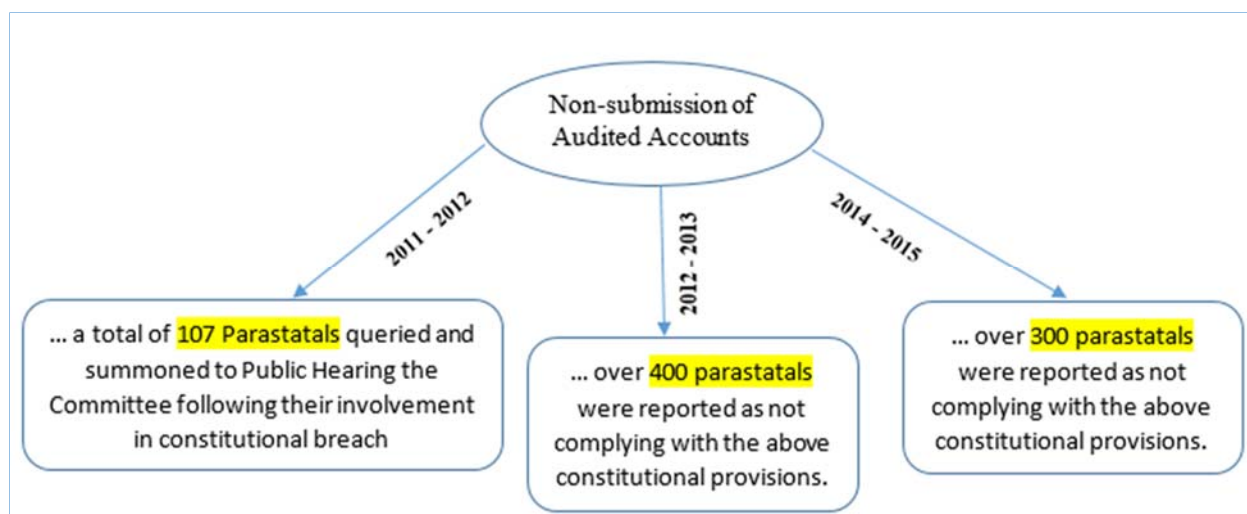 Non-submission of
Audited Accounts
2011 - 2012
2012 - 2013
2014 - 2015
... a total of 107 Parastatals queried and
summoned to Public Hearing the
Committee following their involvement
in constitutional breach
... over 400 parastatals
were reported as not
complying with the above
constitutional provisions.
... over 300 parastatals
were reported as not
complying with the above
constitutional provisions.